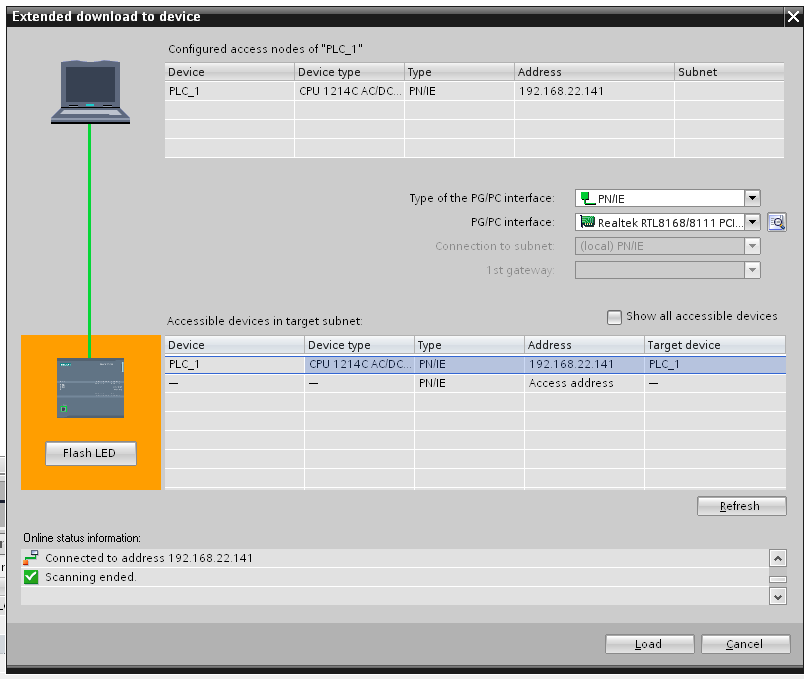 Extended download to device
Configured access nodes of "PLC_1"
Device Device type Type Address Subnet
PLC_1 CPU 1214C AC/DC... PN/IE 192.168.22.141
Type of the PG/PC interface: PN/IE
PG/PC interface: Realtek RTL8168/8111 PCI...
Connection to subnet: (local) PN/IE
1st gateway:
Accessible devices in target subnet: Show all accessible devices
Device Device type Type Address Target device
PLC_1 CPU 1214C AC/DC... PN/IE 192.168.22.141 PLC_1
— — PN/IE Access address —
Flash LED
Refresh
Online status information:
Connected to address 192.168.22.141
Scanning ended.
Load Cancel